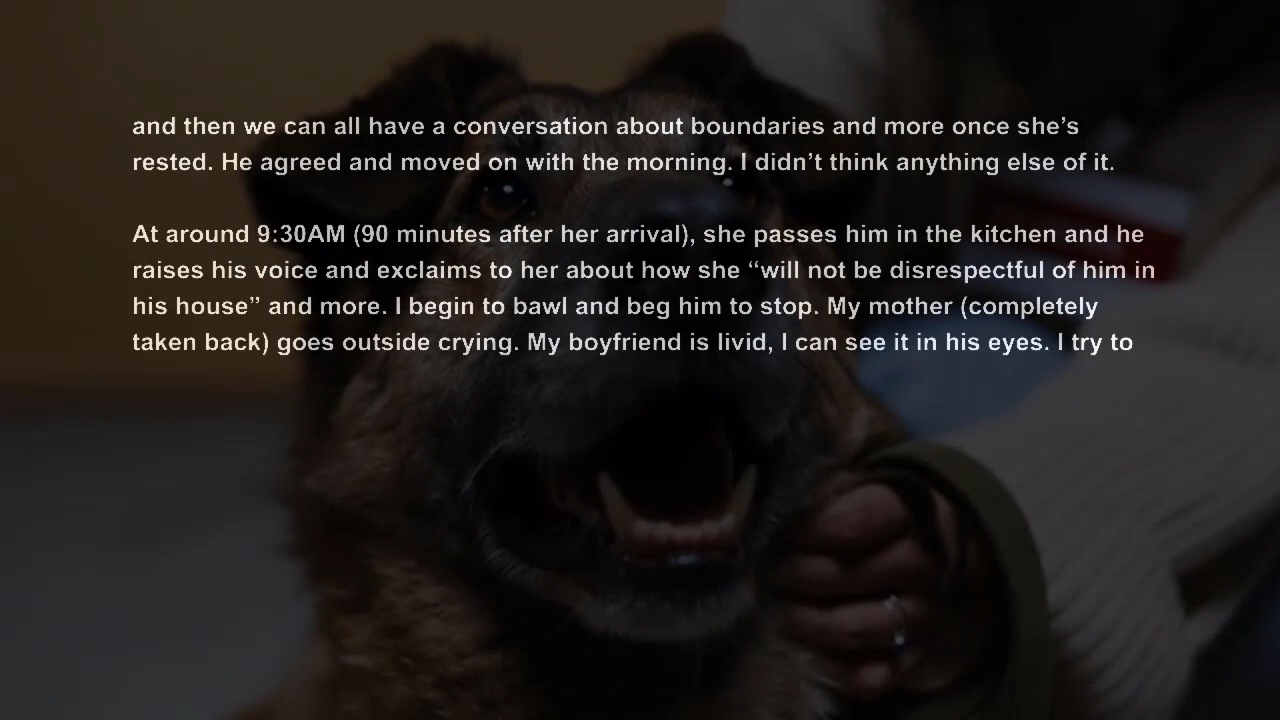 and then we can all have a conversation about boundaries and more once she’s
rested. He agreed and moved on with the morning. I didn’t think anything else of it.
At around 9:30AM (90 minutes after her arrival), she passes him in the kitchen and he
raises his voice and exclaims to her about how she “will not be disrespectful of him in
his house” and more. I begin to bawl and beg him to stop. My mother (completely
taken back) goes outside crying. My boyfriend is livid, I can see it in his eyes. I try to